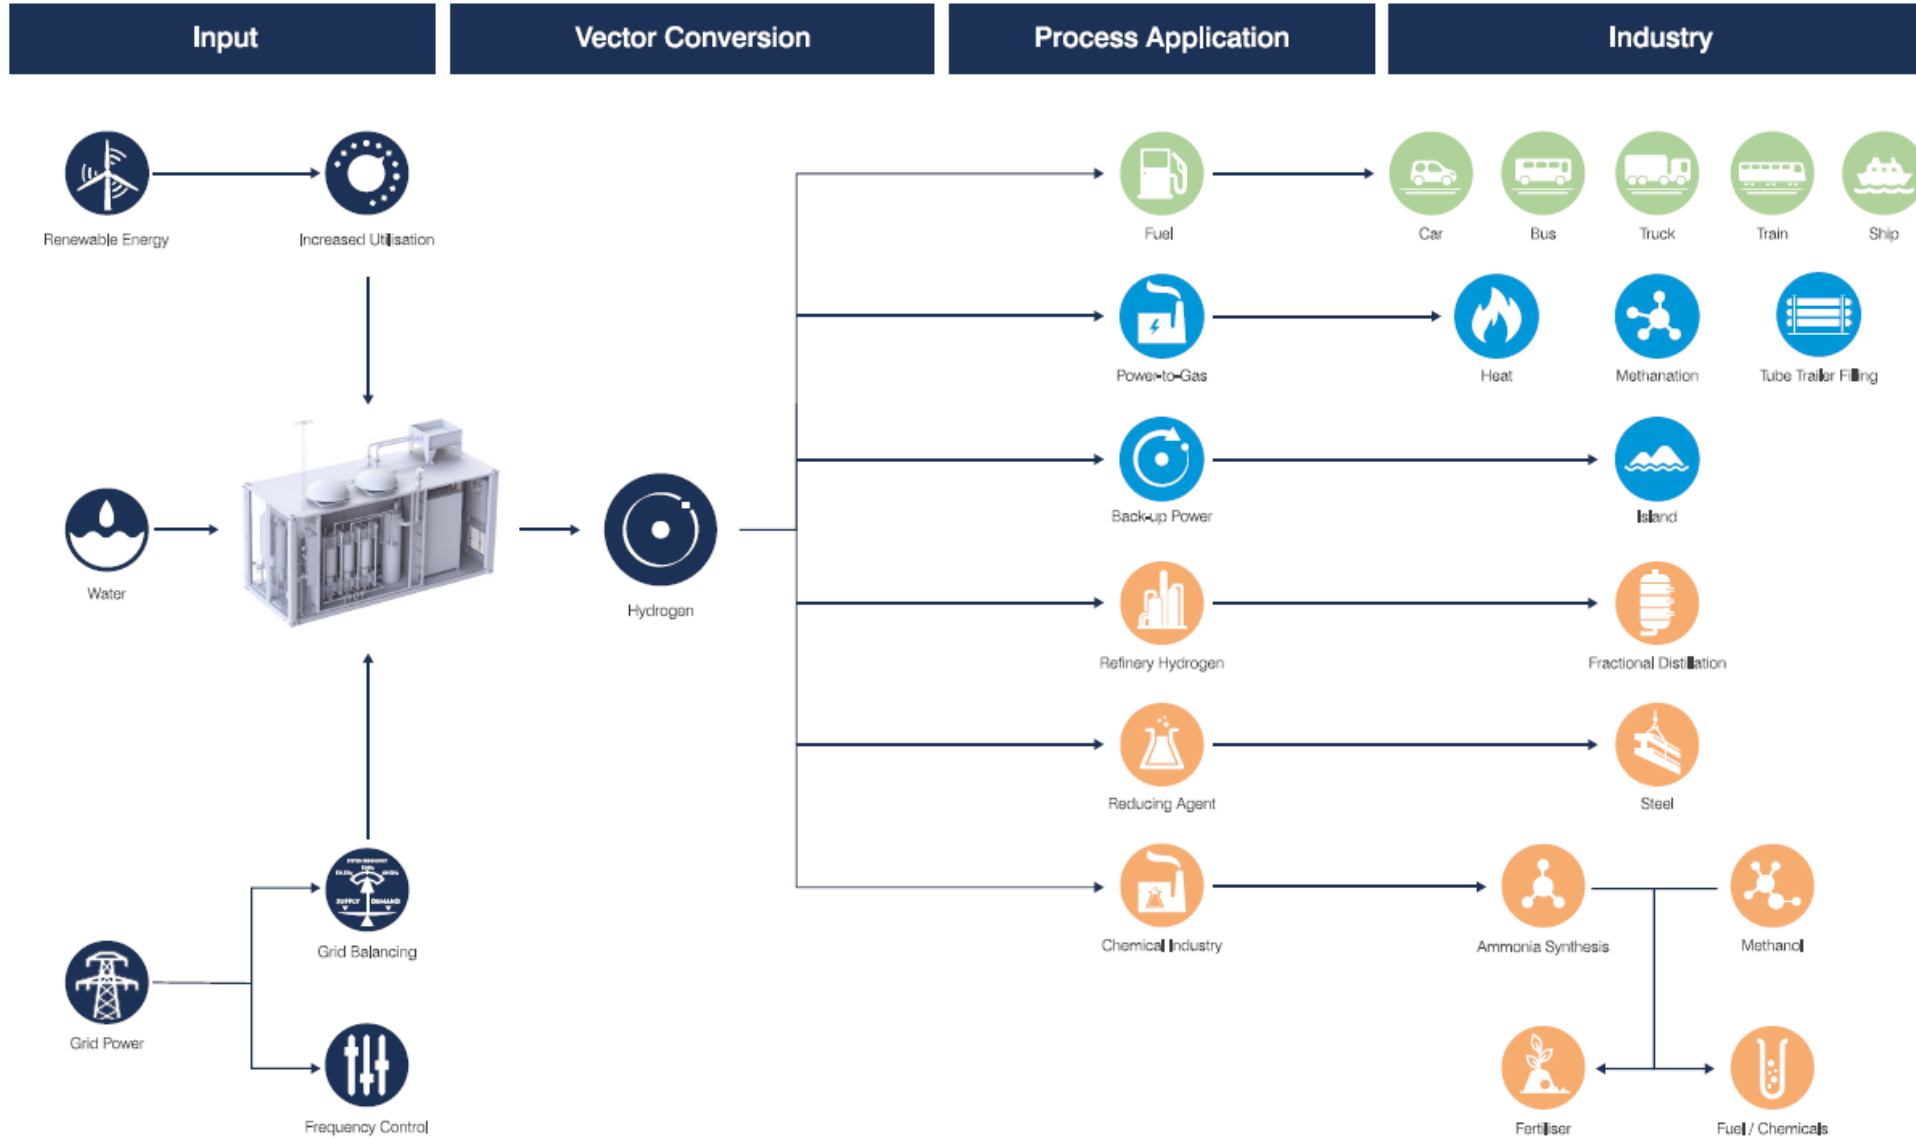 Input
Vector Conversion
Process Application
Industry
Renewable Energy
Increased Utilisation
Fuel
Car
Bus
Truck
Train
Ship
Power-to-Gas
Heat
Methanation
Tube Trailer Filling
Back-up Power
Island
Water
Hydrogen
Refinery Hydrogen
Fractional Distillation
Reducing Agent
Steel
SUPPLY
DEMAND
Grid Balancing
Chemical Industry
Ammonia Synthesis
Methanol
Grid Power
Frequency Control
Fertiliser
Fuel / Chemicals